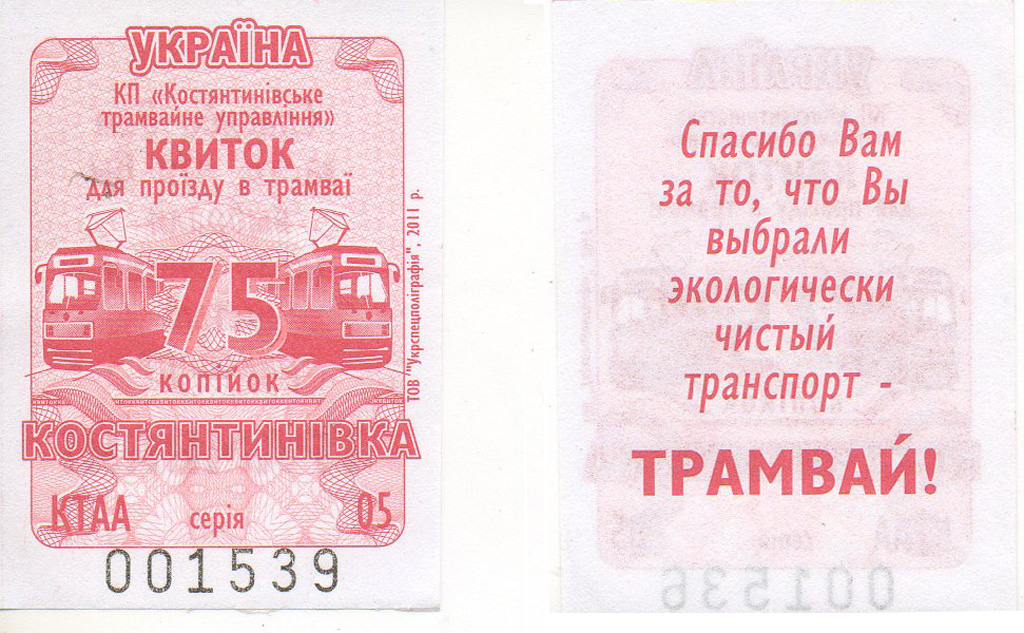 УКРАЇНА
КП «Костянтинівське
трамвайне управління»
КВИТОК
для проїзду в трамваї
75
КОПІЙОК
ТОВ "Укрспецполіграфія", 2011 р.
КОСТЯНТИНІВКА
КТАА серія 05
001539
Спасибо Вам
за то, что Вы
выбрали
экологически
чистый
транспорт -
ТРАМВАЙ!
001536